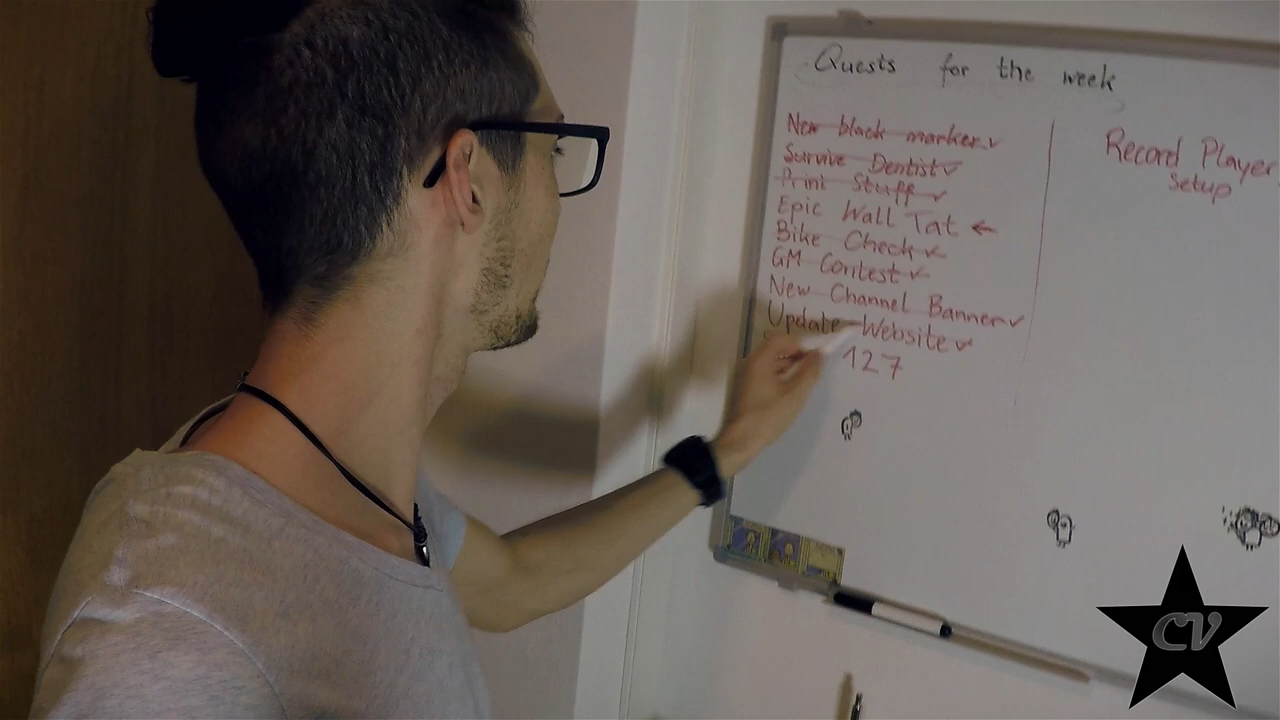 Quests for the week
New black marker ✓
Survive Dentist ✓
Print Stuff ✓
Epic Wall Tat ←
Bike Check ✓
GM Contest ✓
New Channel Banner ✓
Update Website ✓
127
Record Player
Setup
CV